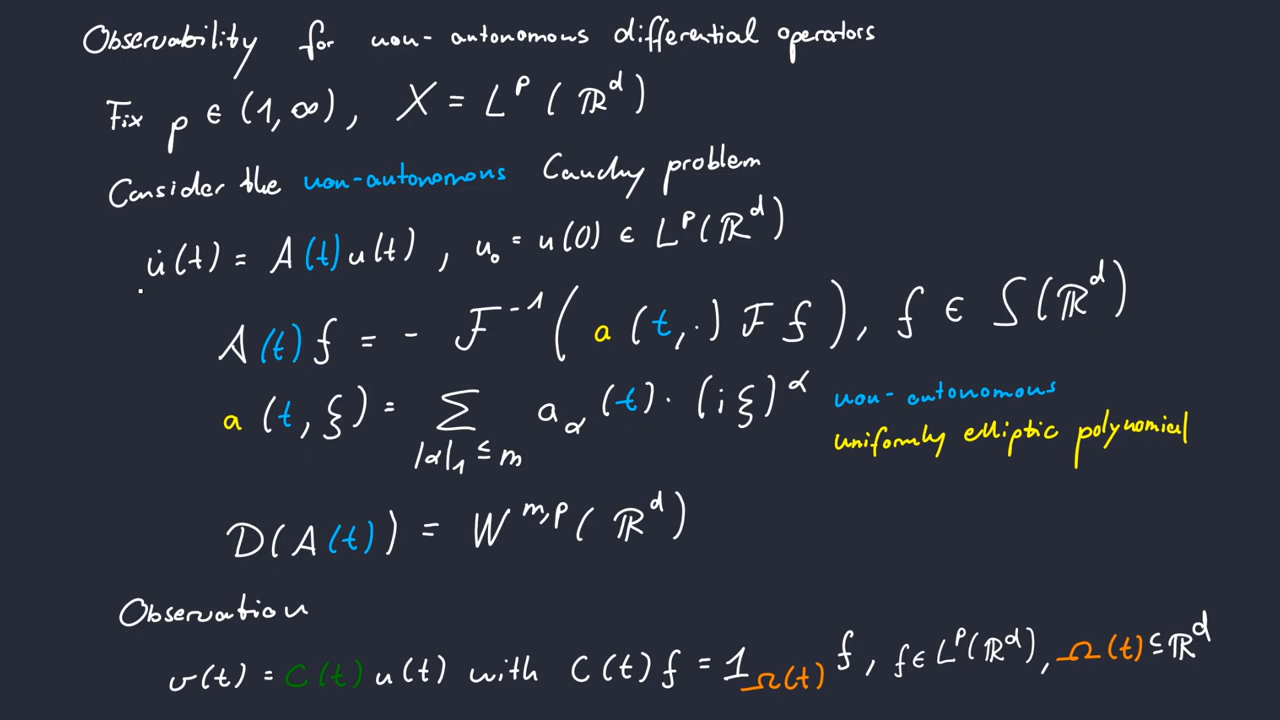 Observability for non-autonomous differential operators
Fix p ∈ (1,∞), X = L^p(ℝ^d)
Consider the non-autonomous Cauchy problem
u̇(t) = A(t)u(t), u₀ = u(0) ∈ L^p(ℝ^d)
A(t)f = - ℱ^{-1}(a(t,·)ℱf), f ∈ S(ℝ^d)
a(t,ξ) = ∑_{|α|₁ ≤ m} a_α(t)·(iξ)^α non-autonomous
uniformly elliptic polynomial
D(A(t)) = W^{m,p}(ℝ^d)
Observation
v(t) = C(t)u(t) with C(t)f = 1_{Ω(t)} f, f ∈ L^p(ℝ^d), Ω(t) ⊆ ℝ^d